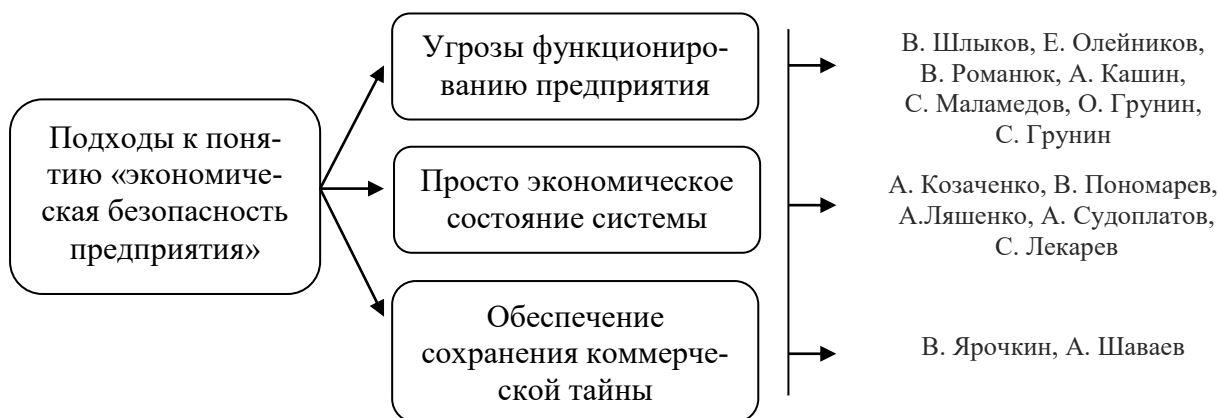 Подходы к поня-
тию «экономиче-
ская безопасность
предприятия»
Угрозы функциониро-
ванию предприятия
Просто экономическое
состояние системы
Обеспечение
сохранения коммерче-
ской тайны
В. Шлыков, Е. Олейников,
В. Романюк, А. Кашин,
С. Маламедов, О. Грунин,
С. Грунин
А. Козаченко, В. Пономарев,
А.Ляшенко, А. Судоплатов,
С. Лекарев
В. Ярочкин, А. Шаваев